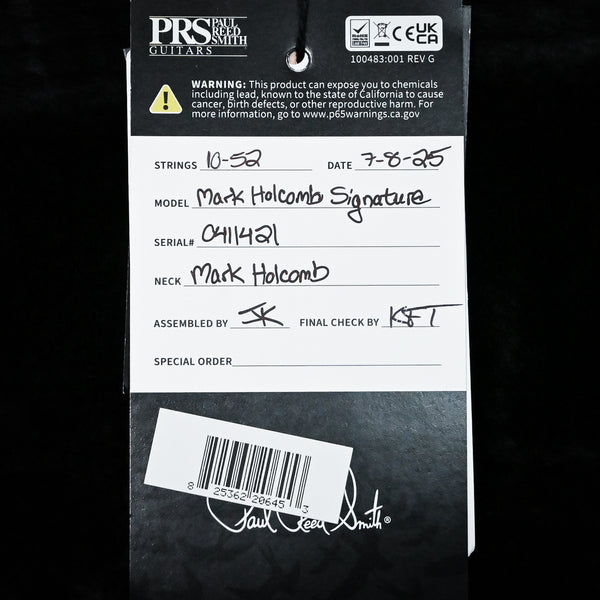 PRS PAUL REED SMITH
GUITARS
CE UK CA
100483:001 REV G
WARNING: This product can expose you to chemicals
including lead, known to the state of California to cause
cancer, birth defects, or other reproductive harm. For
more information, go to www.p65warnings.ca.gov
STRINGS 10-52 DATE 7-8-25
MODEL Mark Holcomb Signature
SERIAL# 0411421
NECK Mark Holcomb
ASSEMBLED BY JK FINAL CHECK BY KFT
SPECIAL ORDER
8 25362 20645 3
Paul Reed Smith®